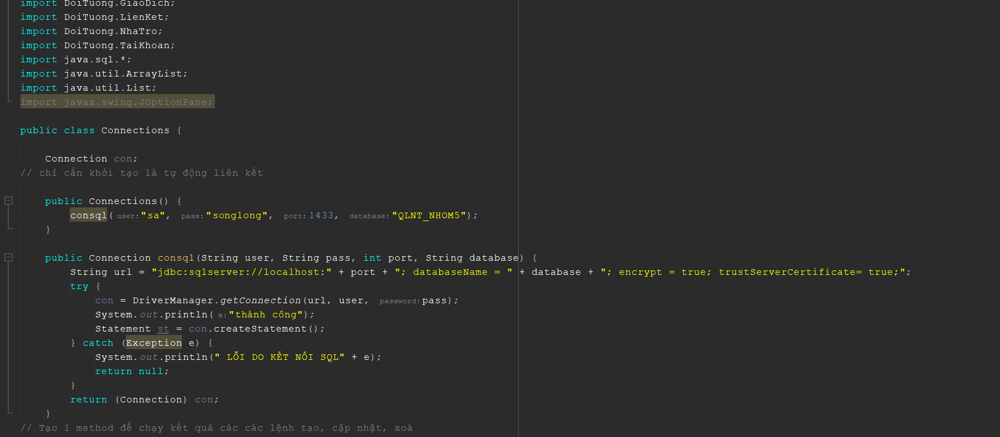 import DoiTuong.GiaoDich;
import DoiTuong.LienKet;
import DoiTuong.NhaTro;
import DoiTuong.TaiKhoan;
import java.sql.*;
import java.util.ArrayList;
import java.util.List;
import javax.swing.JOptionPane;
public class Connections {
Connection con;
// chỉ cần khởi tạo là tự động liên kết
public Connections() {
consql(user:"sa", pass:"songlong", port:1433, database:"QLNT_NHOM5");
}
public Connection consql(String user, String pass, int port, String database) {
String url = "jdbc:sqlserver://localhost:" + port + "; databaseName = " + database + "; encrypt = true; trustServerCertificate= true;";
try {
con = DriverManager.getConnection(url, user, password:pass);
System.out.println(x:"thành công");
Statement st = con.createStatement();
} catch (Exception e) {
System.out.println(" LỖI DO KẾT NỐI SQL" + e);
return null;
}
return (Connection) con;
}
// Tạo 1 method để chạy kết quả các các lệnh tạo, cập nhật, xoá